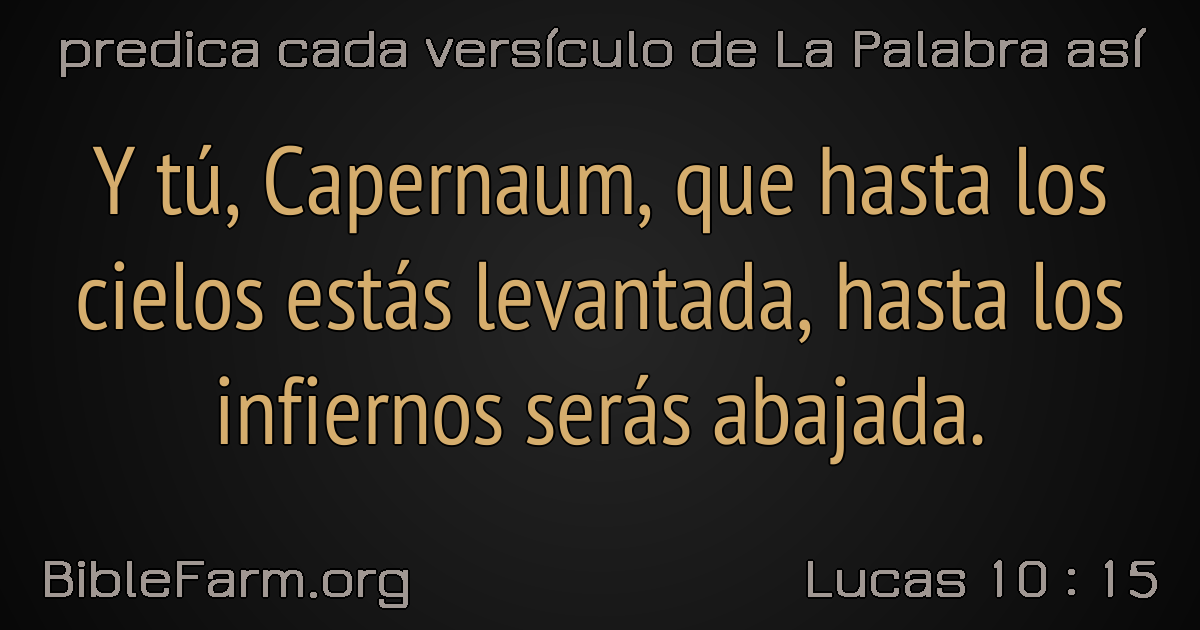 predica cada versículo de La Palabra así
Y tú, Capernaum, que hasta los
cielos estás levantada, hasta los
infiernos serás abajada.
BibleFarm.org
Lucas 10 : 15